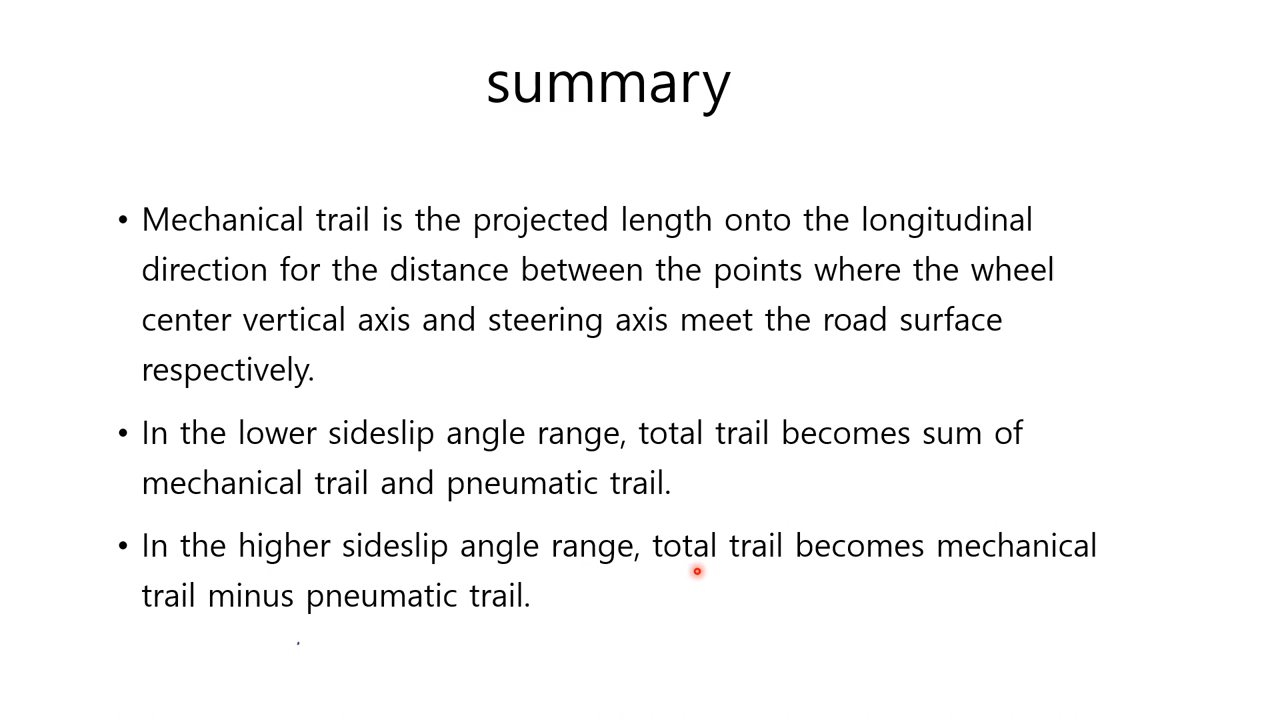 summary
• Mechanical trail is the projected length onto the longitudinal
direction for the distance between the points where the wheel
center vertical axis and steering axis meet the road surface
respectively.
• In the lower sideslip angle range, total trail becomes sum of
mechanical trail and pneumatic trail.
• In the higher sideslip angle range, total trail becomes mechanical
trail minus pneumatic trail.